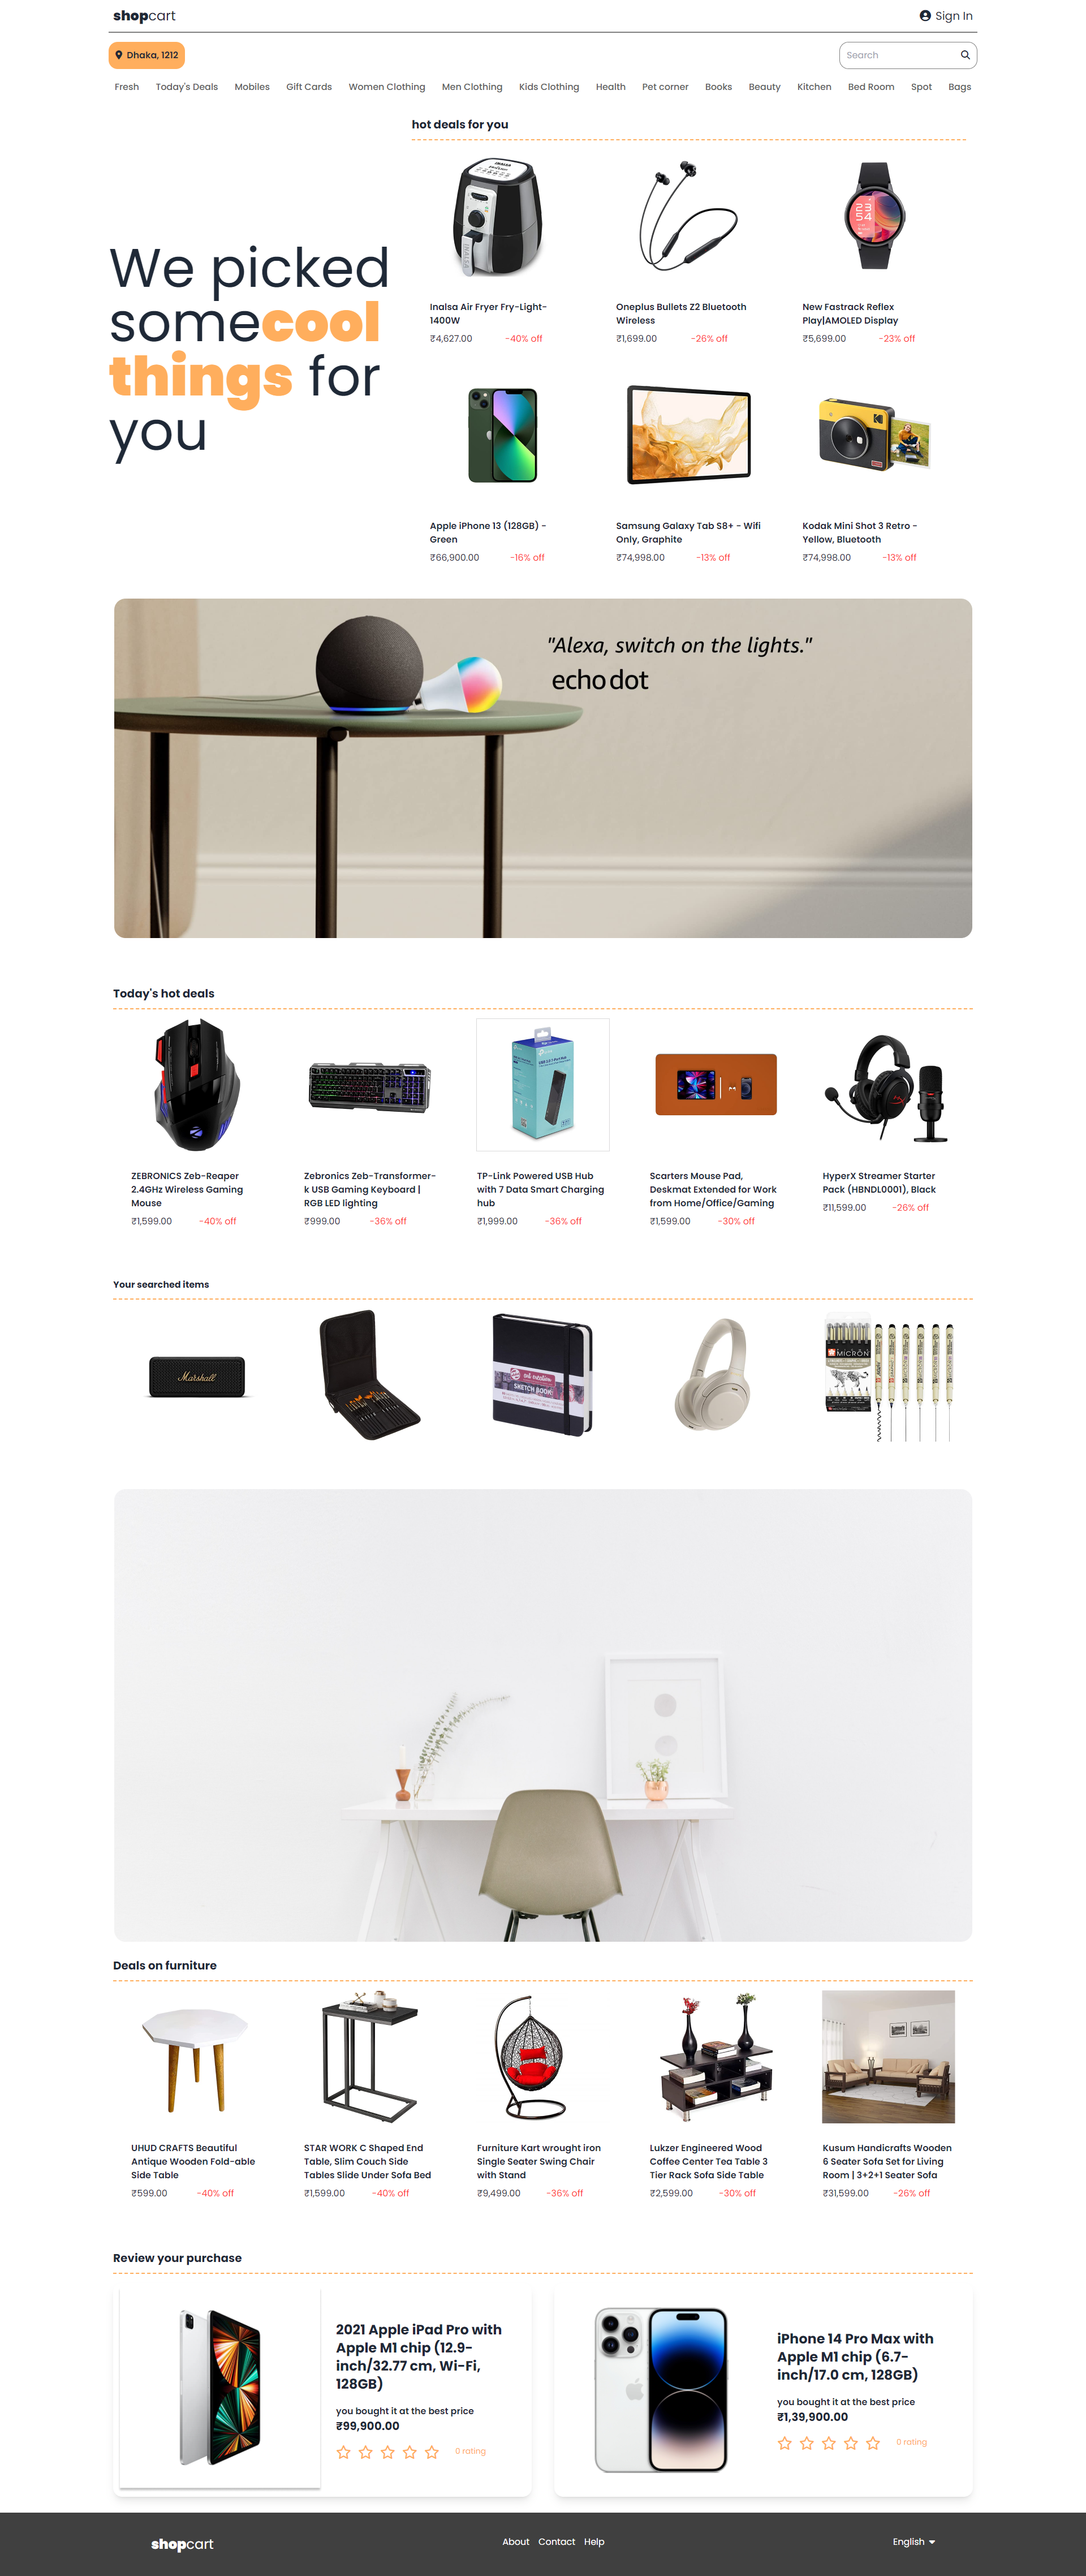 shopcart
Sign In
Dhaka, 1212
Search
Fresh Today's Deals Mobiles Gift Cards Women Clothing Men Clothing Kids Clothing Health Pet corner Books Beauty Kitchen Bed Room Spot Bags
We picked
somecool
things for
you
hot deals for you
INALSA
INALSA
23
54
Inalsa Air Fryer Fry-Light-
1400W
₹4,627.00 -40% off
Oneplus Bullets Z2 Bluetooth
Wireless
₹1,699.00 -26% off
New Fastrack Reflex
Play|AMOLED Display
₹5,699.00 -23% off
Apple iPhone 13 (128GB) -
Green
₹66,900.00 -16% off
Samsung Galaxy Tab S8+ - Wifi
Only, Graphite
₹74,998.00 -13% off
Kodak Mini Shot 3 Retro -
Yellow, Bluetooth
₹74,998.00 -13% off
"Alexa, switch on the lights."
echo dot
Today's hot deals
ZEBRONICS Zeb-Reaper
2.4GHz Wireless Gaming
Mouse
₹1,599.00 -40% off
Zebronics Zeb-Transformer-
k USB Gaming Keyboard |
RGB LED lighting
₹999.00 -36% off
TP-Link Powered USB Hub
with 7 Data Smart Charging
hub
₹1,999.00 -36% off
Scarters Mouse Pad,
Deskmat Extended for Work
from Home/Office/Gaming
₹1,599.00 -30% off
HyperX Streamer Starter
Pack (HBNDL0001), Black
₹11,599.00 -26% off
Your searched items
Marshall
art creation
SKETCH BOOK
MICRON
Deals on furniture
UHUD CRAFTS Beautiful
Antique Wooden Fold-able
Side Table
₹599.00 -40% off
STAR WORK C Shaped End
Table, Slim Couch Side
Tables Slide Under Sofa Bed
₹1,599.00 -40% off
Furniture Kart wrought iron
Single Seater Swing Chair
with Stand
₹9,499.00 -36% off
Lukzer Engineered Wood
Coffee Center Tea Table 3
Tier Rack Sofa Side Table
₹2,599.00 -30% off
Kusum Handicrafts Wooden
6 Seater Sofa Set for Living
Room | 3+2+1 Seater Sofa
₹31,599.00 -26% off
Review your purchase
2021 Apple iPad Pro with
Apple M1 chip (12.9-
inch/32.77 cm, Wi-Fi,
128GB)
you bought it at the best price
₹99,900.00
0 rating
iPhone 14 Pro Max with
Apple M1 chip (6.7-
inch/17.0 cm, 128GB)
you bought it at the best price
₹1,39,900.00
0 rating
shopcart
About Contact Help
English